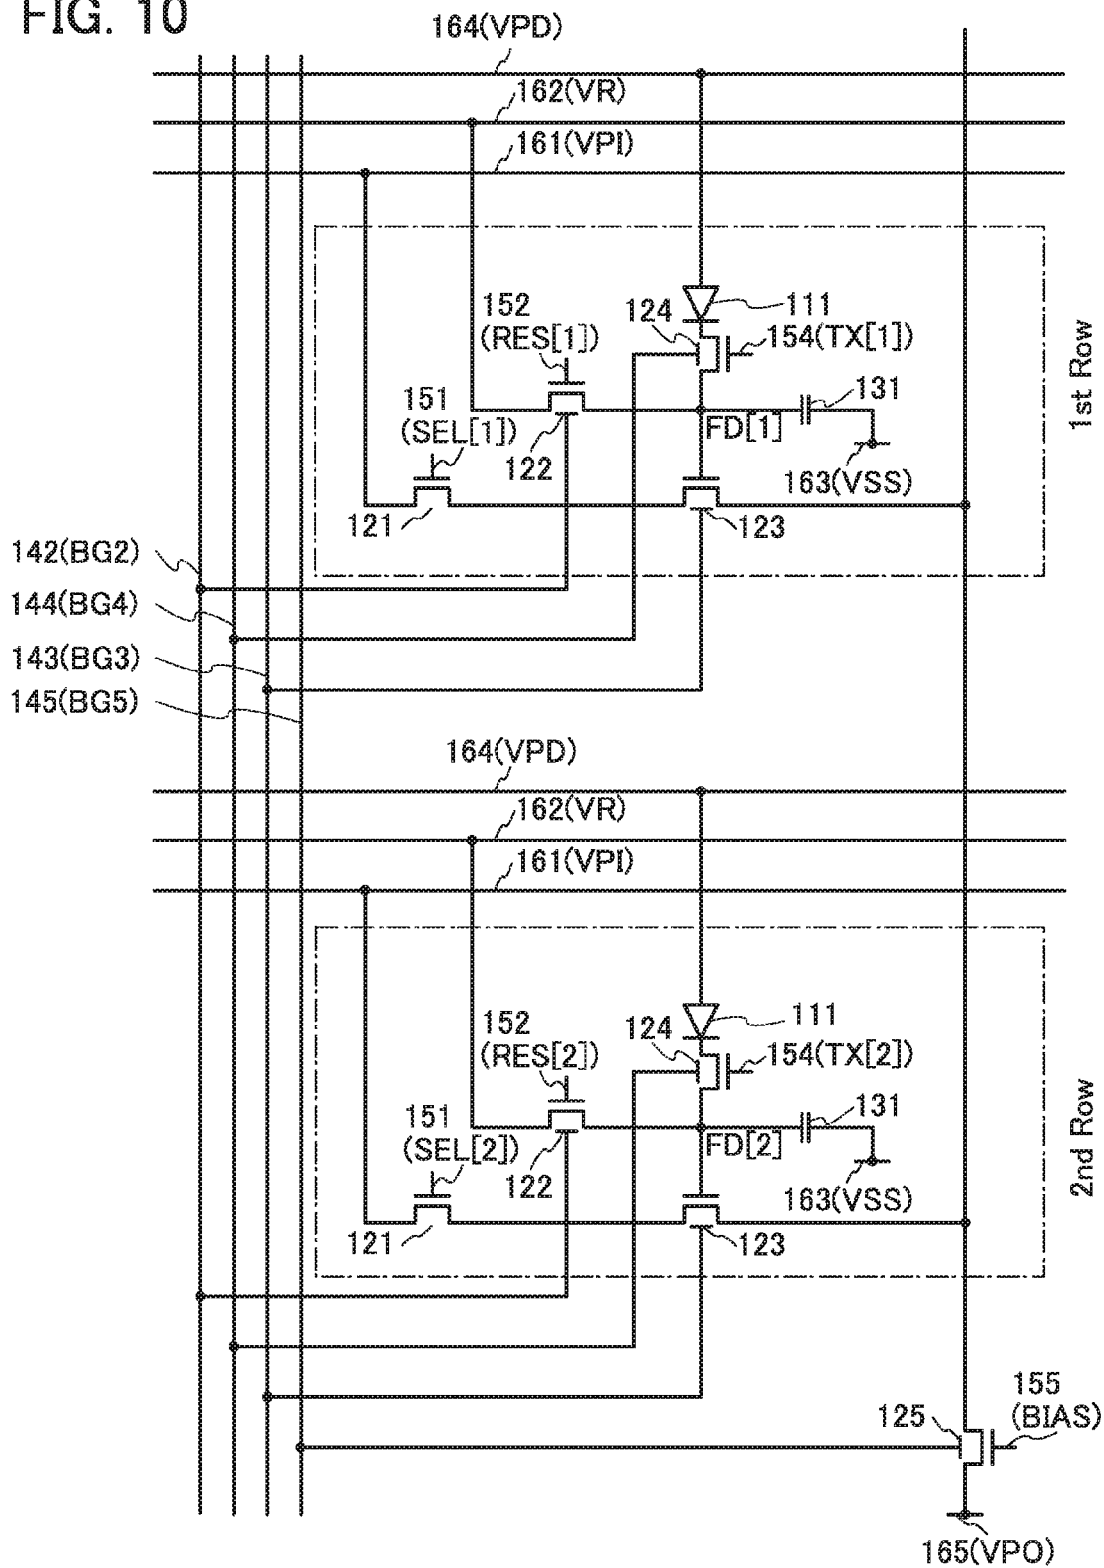 FIG. 10
164(VPD)
162(VR)
161(VPI)
152
(RES[1])
124
111
154(TX[1])
151
(SEL[1])
131
FD[1]
122
163(VSS)
121
123
1st Row
142(BG2)
144(BG4)
143(BG3)
145(BG5)
164(VPD)
162(VR)
161(VPI)
152
(RES[2])
124
111
154(TX[2])
151
(SEL[2])
131
FD[2]
122
163(VSS)
121
123
2nd Row
155
(BIAS)
125
165(VPO)